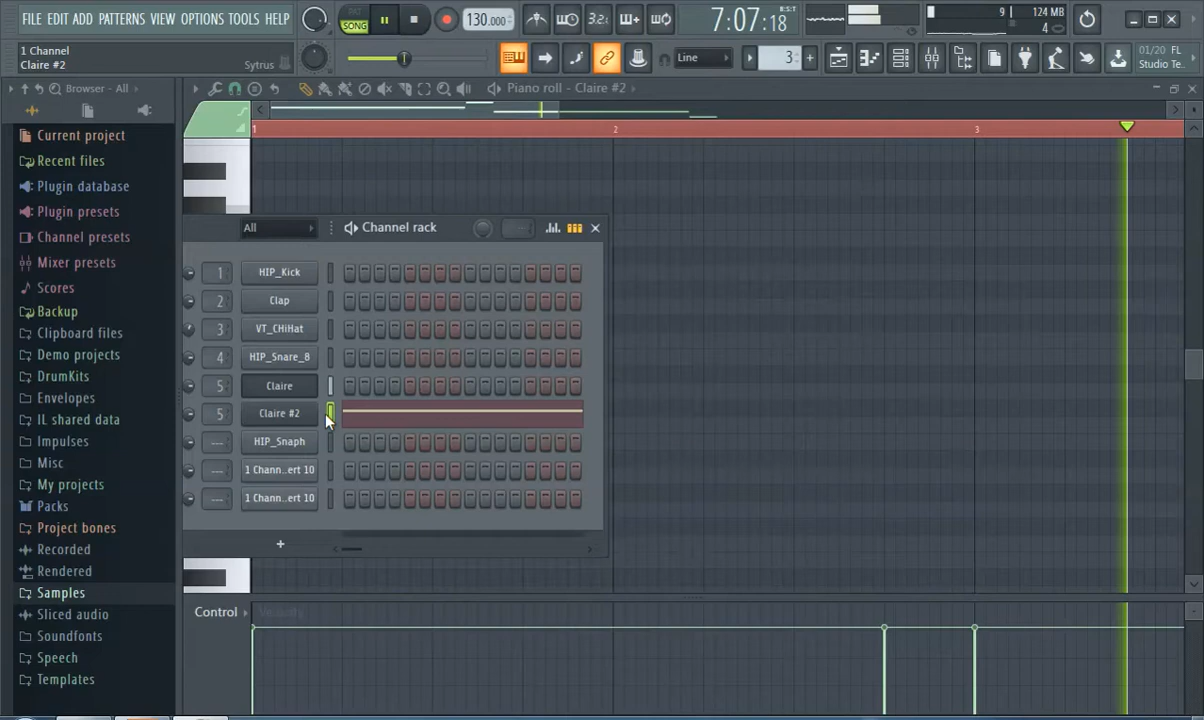 FILE EDIT ADD PATTERNS VIEW OPTIONS TOOLS HELP
PAT
SONG
130.000
3.2:
7:07:18
B:S:T
9
124 MB
4
1 Channel
Claire #2
Sytrus
Line
3
01/20 FL
Studio Te..
Browser - All
Piano roll - Claire #2
Current project
Recent files
Plugin database
Plugin presets
Channel presets
Mixer presets
Scores
Backup
Clipboard files
Demo projects
DrumKits
Envelopes
IL shared data
Impulses
Misc
My projects
Packs
Project bones
Recorded
Rendered
Samples
Sliced audio
Soundfonts
Speech
Templates
1
2
3
All
Channel rack
1 HIP_Kick
2 Clap
3 VT_CHiHat
4 HIP_Snare_8
5 Claire
5 Claire #2
--- HIP_Snaph
--- 1 Chann..ert 10
--- 1 Chann..ert 10
+
Control
Velocity